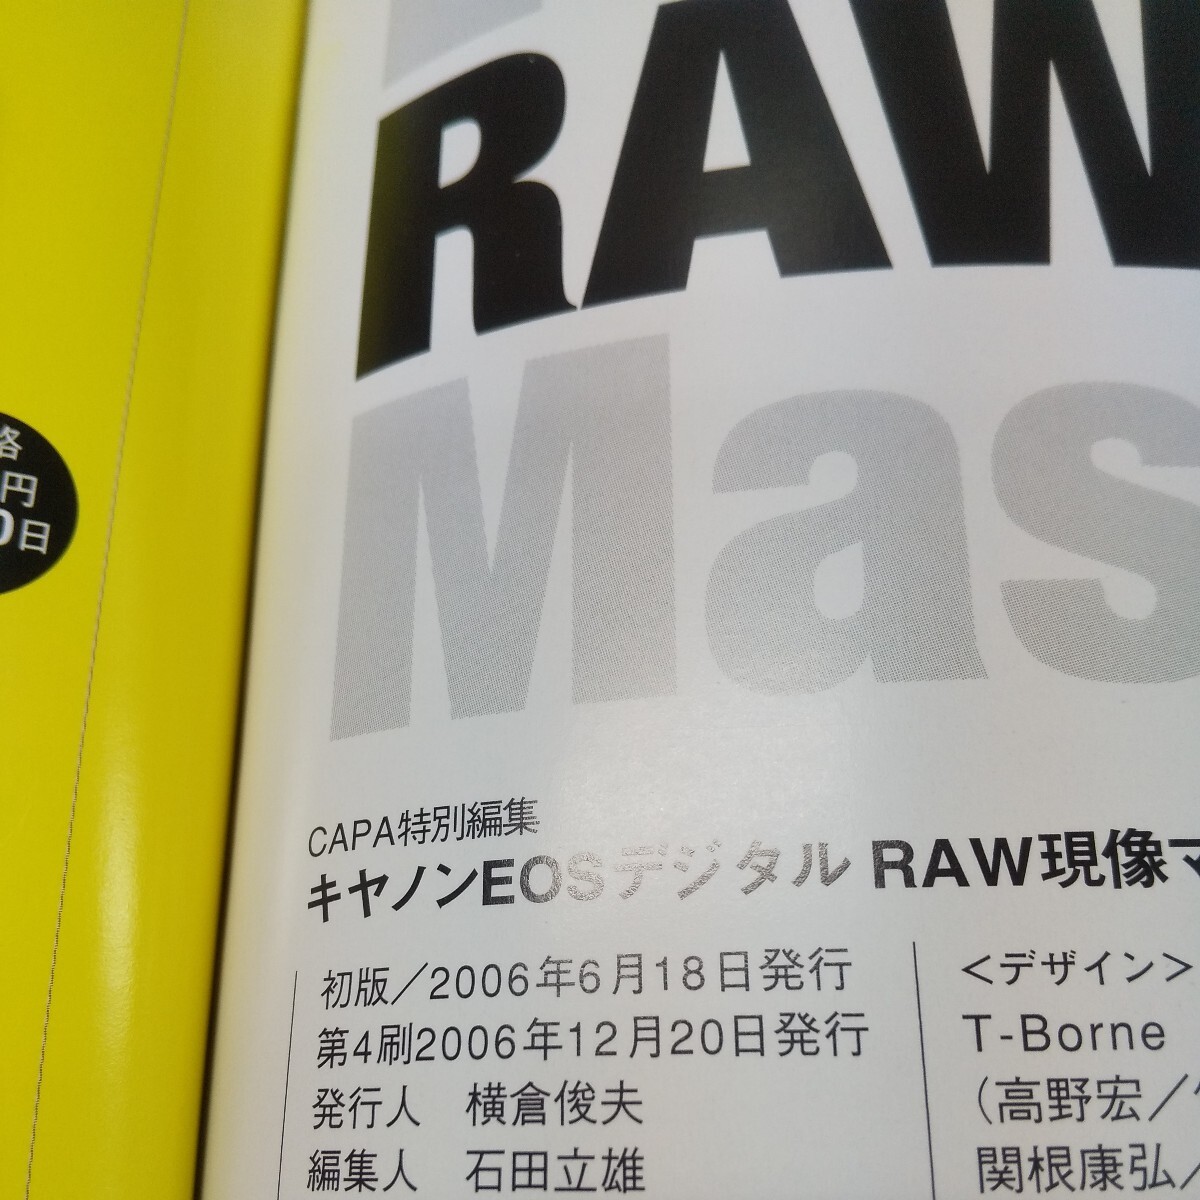 RAW
Mas
格
円
0日
CAPA特別編集
キヤノンEOSデジタル RAW現像マ
初版／2006年6月18日発行
第4刷2006年12月20日発行
発行人　横倉俊夫
編集人　石田立雄
＜デザイン＞
T-Borne
（高野宏／
関根康弘／